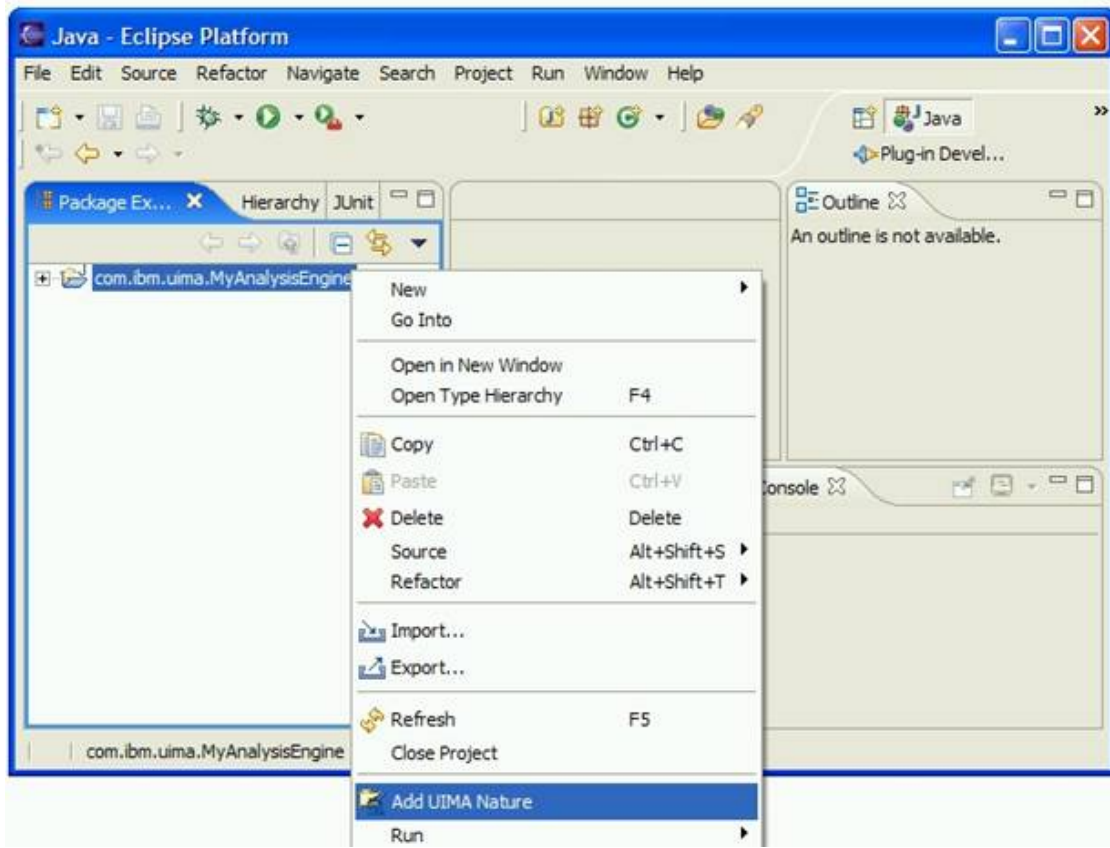 Java - Eclipse Platform
File Edit Source Refactor Navigate Search Project Run Window Help
Java
Plug-in Devel...
Package Ex... Hierarchy JUnit
Outline
An outline is not available.
com.ibm.uima.MyAnalysisEngine
New
Go Into
Open in New Window
Open Type Hierarchy F4
Copy Ctrl+C
Paste Ctrl+V
Console
Delete Delete
Source Alt+Shift+S
Refactor Alt+Shift+T
Import...
Export...
Refresh F5
com.ibm.uima.MyAnalysisEngine
Close Project
Add UIMA Nature
Run